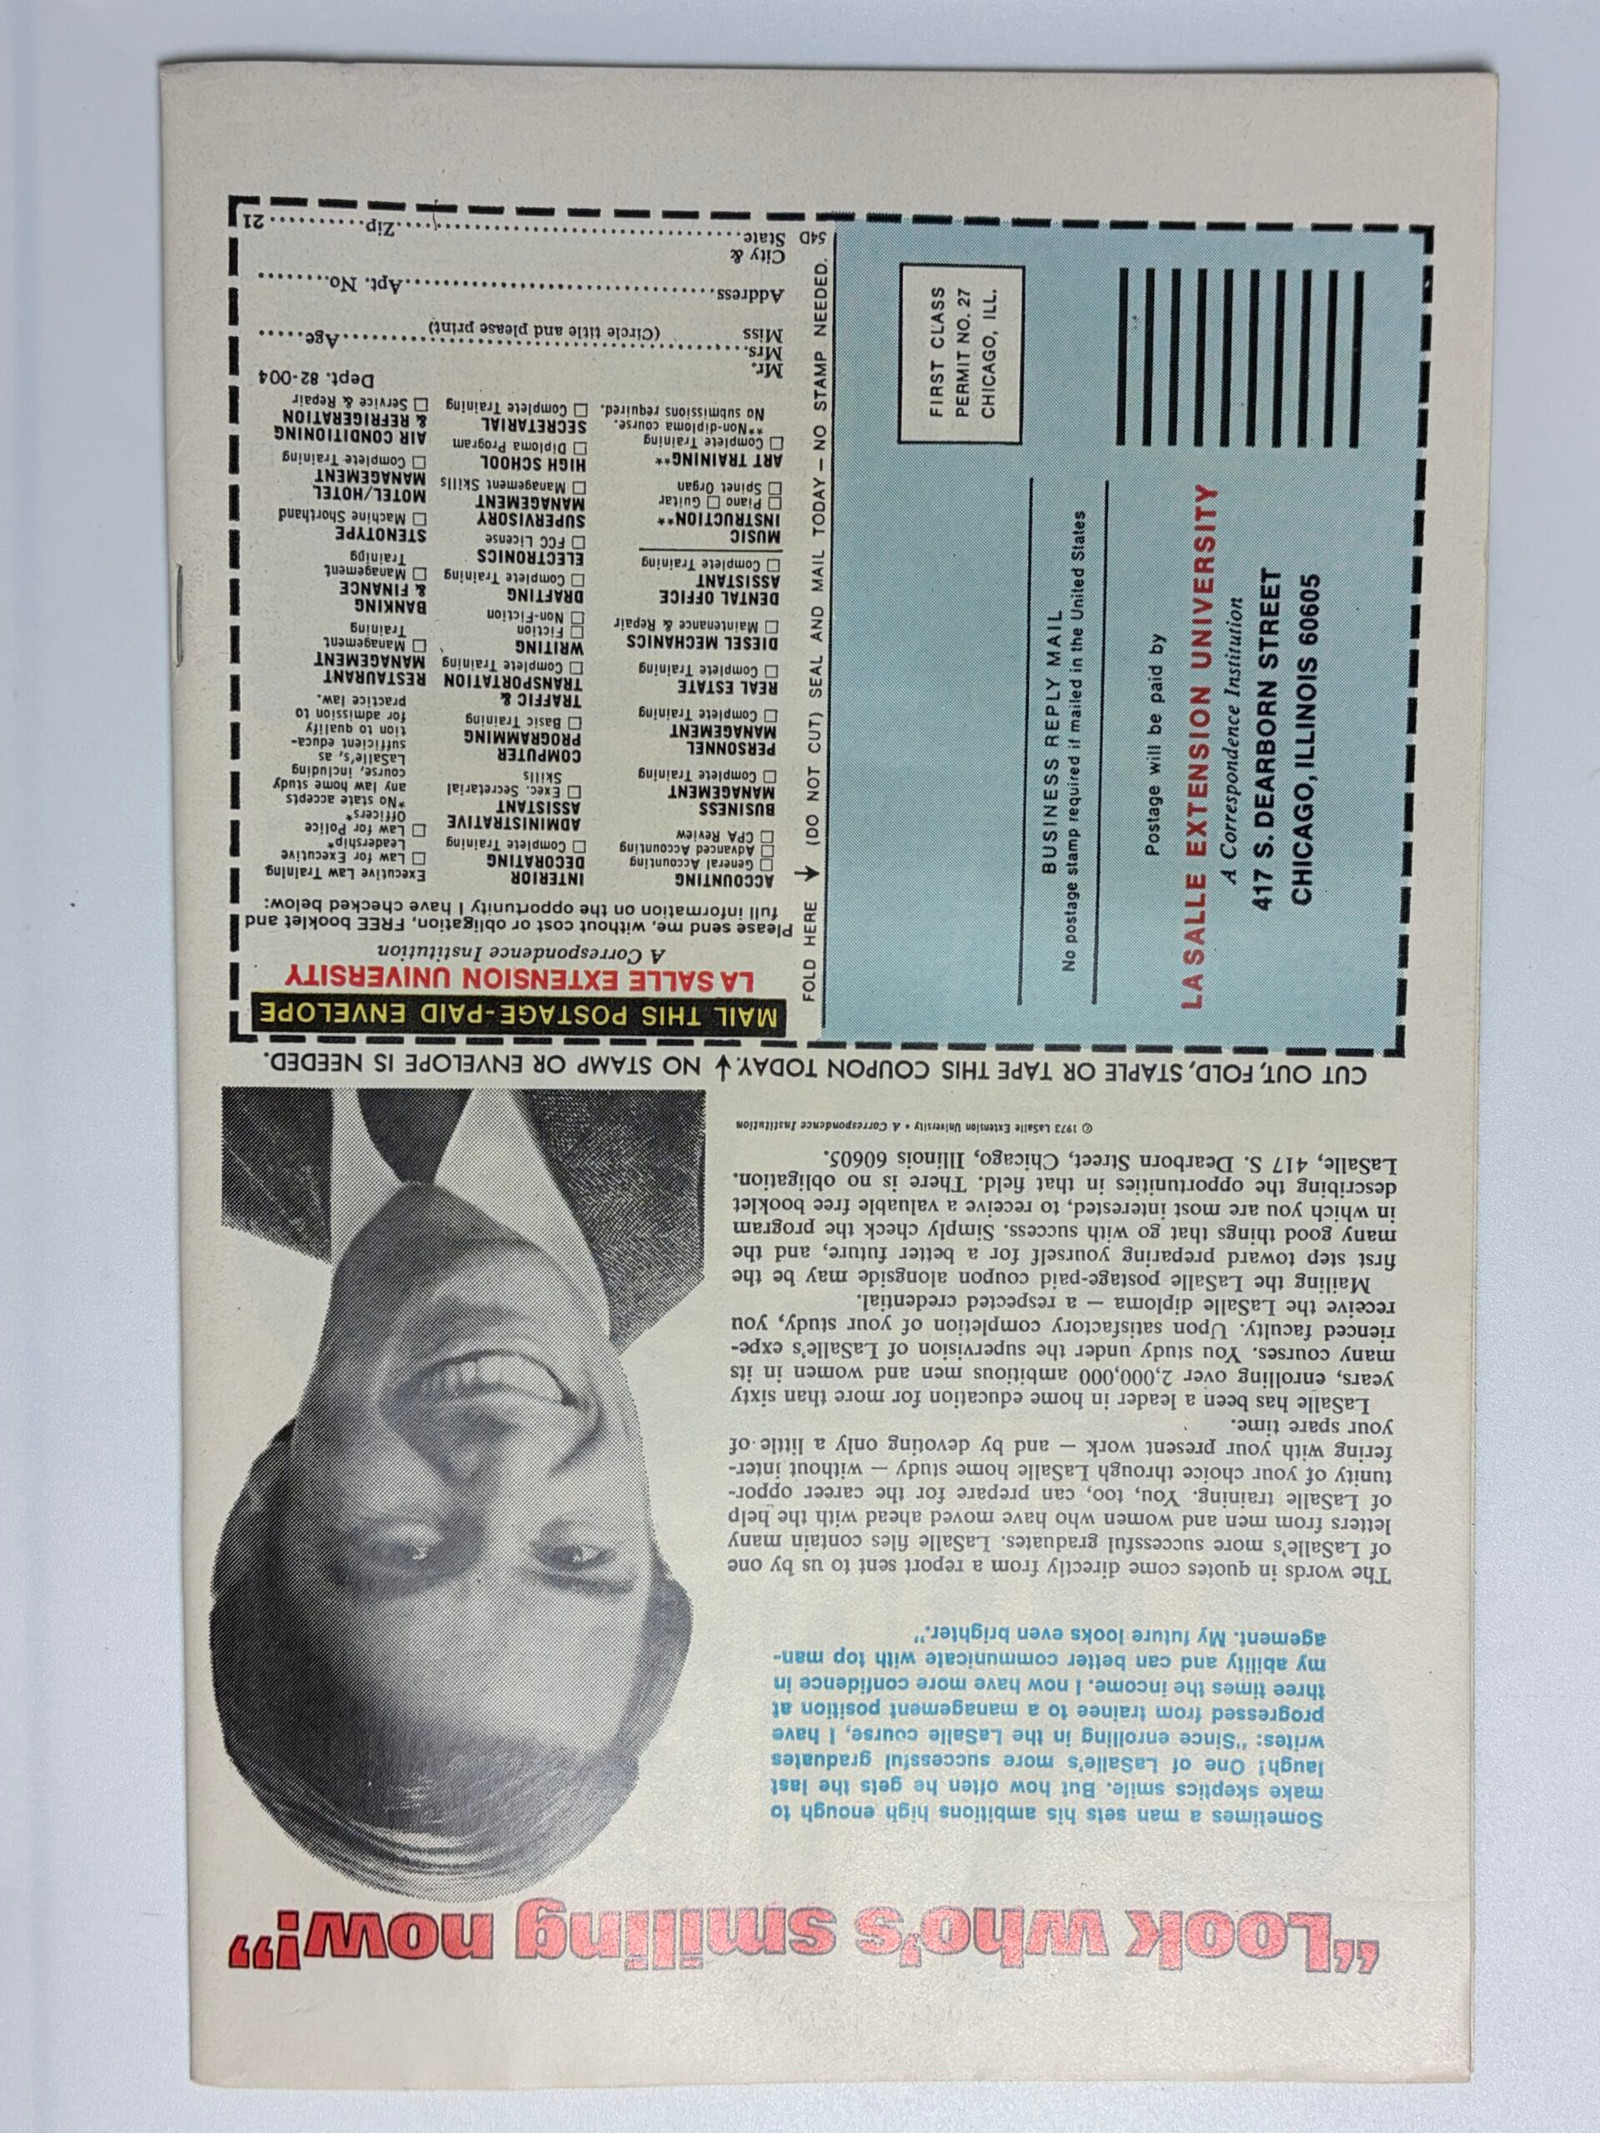 "Look who's smiling now!"
Sometimes a man sets his ambitions high enough to
make skeptics smile. But how often he gets the last
laugh! One of LaSalle's more successful graduates
writes: "Since enrolling in the LaSalle course, I have
progressed from trainee to a management position at
three times the income. I now have more confidence in
my ability and can better communicate with top man-
agement. My future looks even brighter."
The words in quotes come directly from a report sent to us by one
of LaSalle's more successful graduates. LaSalle files contain many
letters from men and women who have moved ahead with the help
of LaSalle training. You, too, can prepare for the career oppor-
tunity of your choice through LaSalle home study — without inter-
fering with your present work — and by devoting only a little of
your spare time.
LaSalle has been a leader in home education for more than sixty
years, enrolling over 2,000,000 ambitious men and women in its
many courses. You study under the supervision of LaSalle's expe-
rienced faculty. Upon satisfactory completion of your study, you
receive the LaSalle diploma — a respected credential.
Mailing the LaSalle postage-paid coupon alongside may be the
first step toward preparing yourself for a better future, and the
many good things that go with success. Simply check the program
in which you are most interested, to receive a valuable free booklet
describing the opportunities in that field. There is no obligation.
LaSalle, 417 S. Dearborn Street, Chicago, Illinois 60605.
© 1973 LaSalle Extension University • A Correspondence Institution
CUT OUT, FOLD, STAPLE OR TAPE THIS COUPON TODAY. NO STAMP OR ENVELOPE IS NEEDED.
FIRST CLASS
PERMIT NO. 27
CHICAGO, ILL.
BUSINESS REPLY MAIL
No postage stamp required if mailed in the United States
Postage will be paid by
LA SALLE EXTENSION UNIVERSITY
A Correspondence Institution
417 S. DEARBORN STREET
CHICAGO, ILLINOIS 60605
FOLD HERE (DO NOT CUT) SEAL AND MAIL TODAY — NO STAMP NEEDED.
54D
MAIL THIS POSTAGE-PAID ENVELOPE
LA SALLE EXTENSION UNIVERSITY
A Correspondence Institution
Please send me, without cost or obligation, FREE booklet and
full information on the opportunity I have checked below:
ACCOUNTING
☐ General Accounting
☐ Advanced Accounting
☐ CPA Review
BUSINESS
MANAGEMENT
☐ Complete Training
PERSONNEL
MANAGEMENT
☐ Complete Training
REAL ESTATE
☐ Complete Training
DIESEL MECHANICS
☐ Maintenance & Repair
DENTAL OFFICE
ASSISTANT
☐ Complete Training
MUSIC
INSTRUCTION**
☐ Piano ☐ Guitar
☐ Spinet Organ
ART TRAINING**
☐ Complete Training
**Non-diploma course.
No submissions required.
INTERIOR
DECORATING
☐ Complete Training
ADMINISTRATIVE
ASSISTANT
☐ Exec. Secretarial
Skills
COMPUTER
PROGRAMMING
☐ Basic Training
TRAFFIC &
TRANSPORTATION
☐ Complete Training
WRITING
☐ Fiction
☐ Non-Fiction
DRAFTING
☐ Complete Training
ELECTRONICS
☐ FCC License
SUPERVISORY
MANAGEMENT
☐ Management Skills
HIGH SCHOOL
☐ Diploma Program
SECRETARIAL
☐ Complete Training
Executive Law Training
☐ Law for Executive
Leadership*
☐ Law for Police
Officers*
*No state accepts
any law home study
course, including
LaSalle's, as
sufficient educa-
tion to qualify
for admission to
practice law.
RESTAURANT
MANAGEMENT
☐ Management
Training
BANKING
& FINANCE
☐ Management
Training
STENOTYPE
☐ Machine Shorthand
MOTEL/HOTEL
MANAGEMENT
☐ Complete Training
AIR CONDITIONING
& REFRIGERATION
☐ Service & Repair
Dept. 82-004
Mr.
Mrs. Age
Miss (Circle title and please print)
Address Apt. No.
City &
State Zip 21